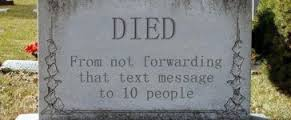 DIED
From not forwarding
that text message
to 10 people